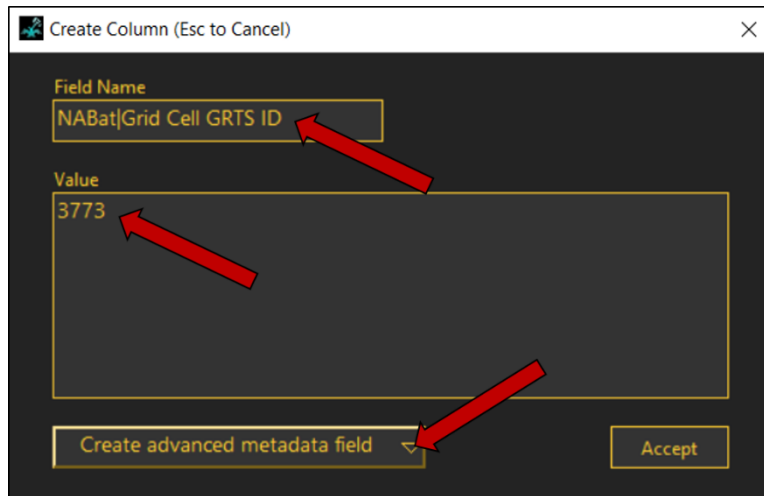 Create Column (Esc to Cancel)
Field Name
NABat|Grid Cell GRTS ID
Value
3773
Create advanced metadata field
Accept